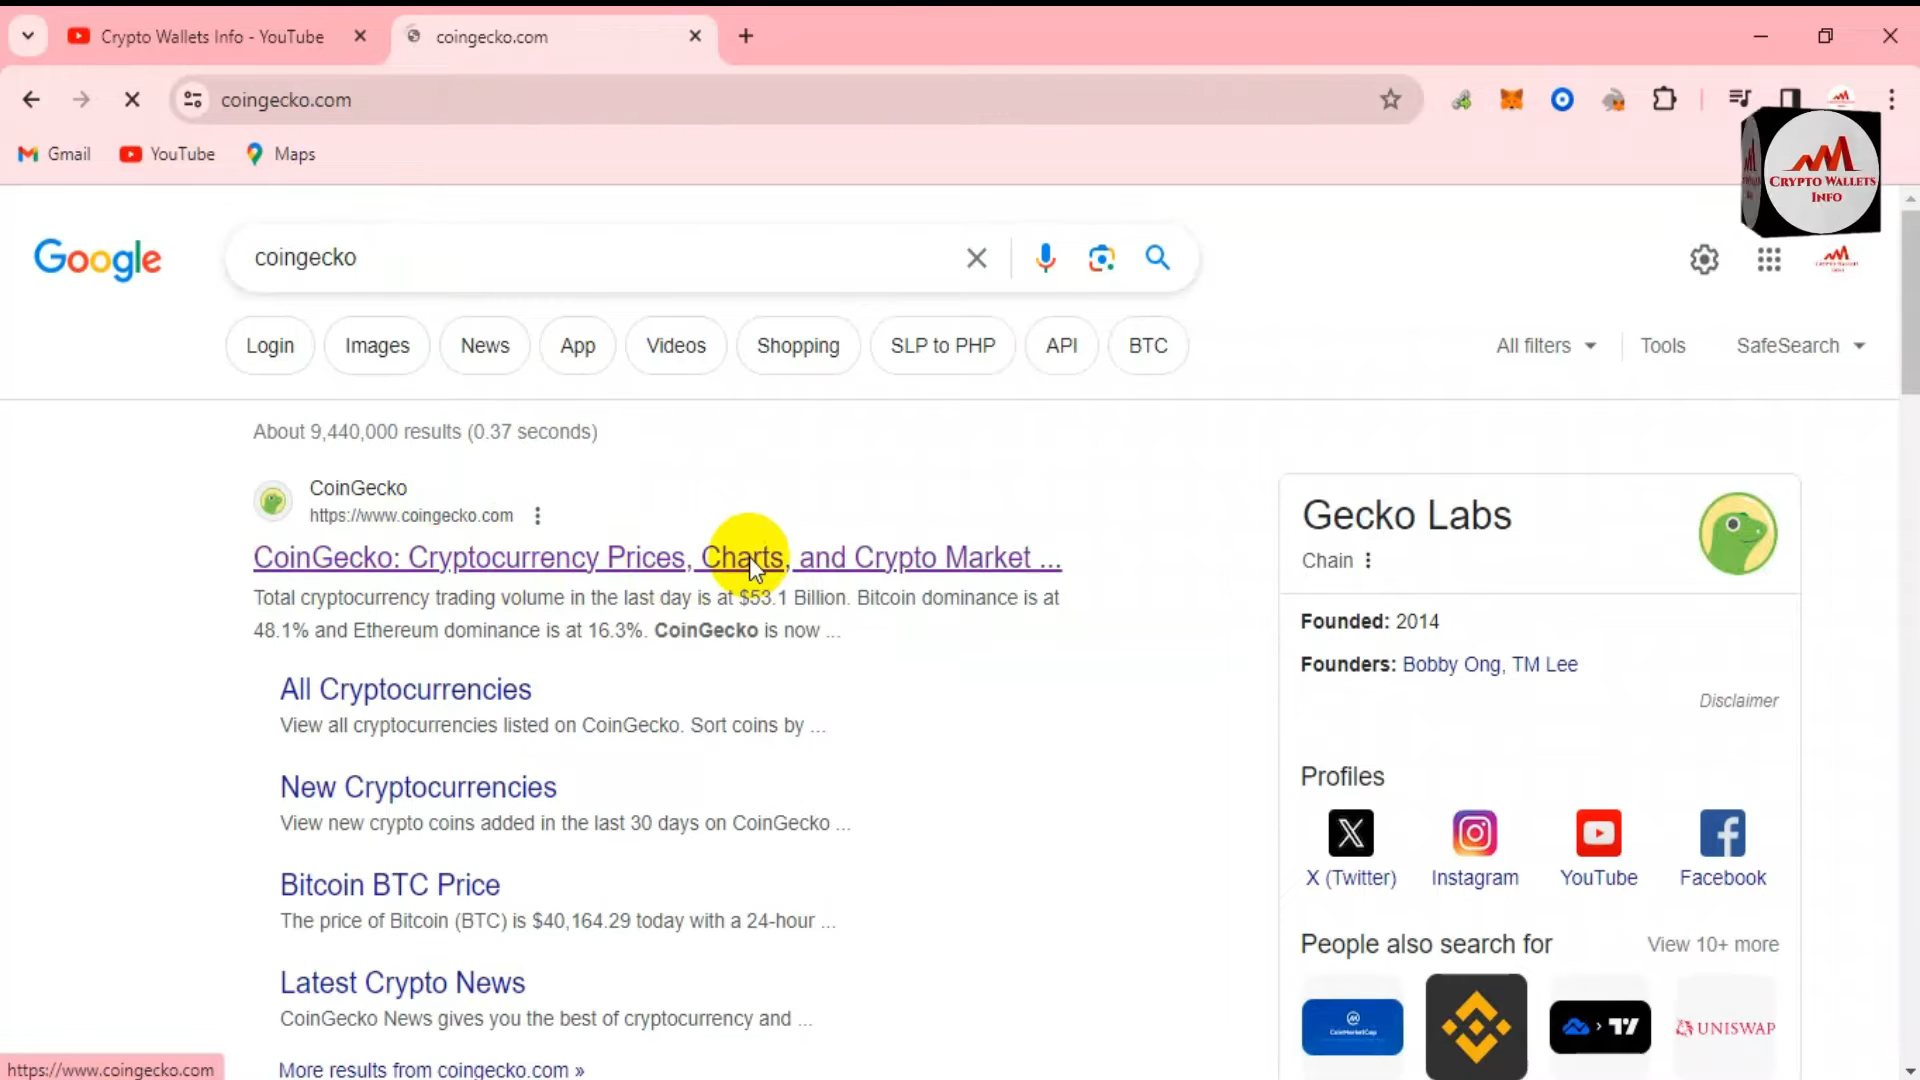 Crypto Wallets Info - YouTube
coingecko.com
coingecko.com
Gmail
YouTube
Maps
CRYPTO WALLETS
INFO
Google
coingecko
Login
Images
News
App
Videos
Shopping
SLP to PHP
API
BTC
All filters
Tools
SafeSearch
About 9,440,000 results (0.37 seconds)
CoinGecko
https://www.coingecko.com
CoinGecko: Cryptocurrency Prices, Charts, and Crypto Market ...
Total cryptocurrency trading volume in the last day is at $53.1 Billion. Bitcoin dominance is at
48.1% and Ethereum dominance is at 16.3%. CoinGecko is now ...
All Cryptocurrencies
View all cryptocurrencies listed on CoinGecko. Sort coins by ...
New Cryptocurrencies
View new crypto coins added in the last 30 days on CoinGecko ...
Bitcoin BTC Price
The price of Bitcoin (BTC) is $40,164.29 today with a 24-hour ...
Latest Crypto News
CoinGecko News gives you the best of cryptocurrency and ...
More results from coingecko.com »
https://www.coingecko.com
Gecko Labs
Chain
Founded: 2014
Founders: Bobby Ong, TM Lee
Disclaimer
Profiles
X (Twitter)
Instagram
YouTube
Facebook
People also search for
View 10+ more
CoinMarketCap
UNISWAP